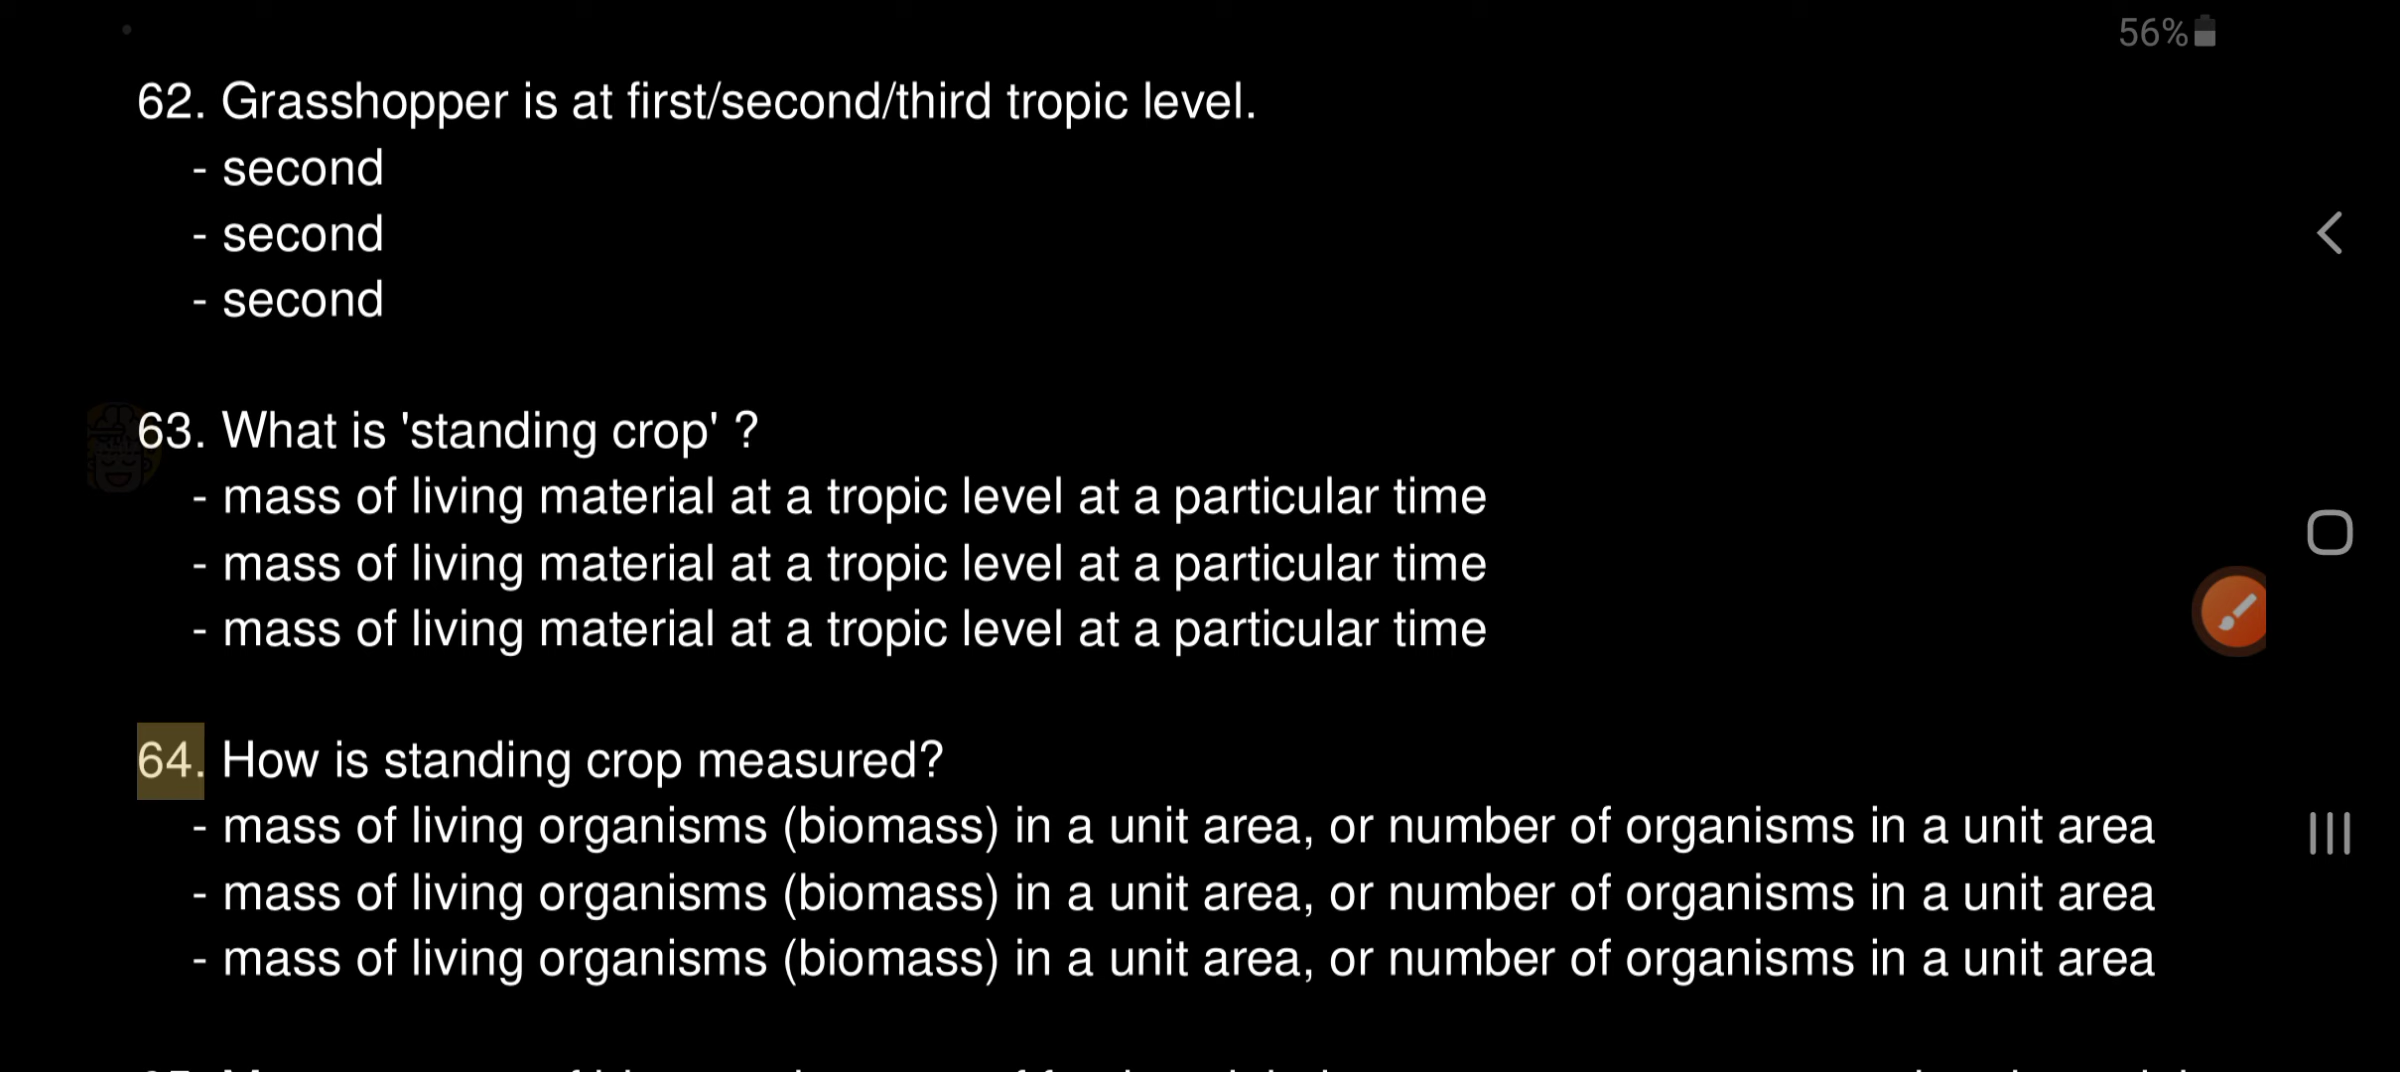 56%
62. Grasshopper is at first/second/third tropic level.
- second
- second
- second
63. What is 'standing crop' ?
- mass of living material at a tropic level at a particular time
- mass of living material at a tropic level at a particular time
- mass of living material at a tropic level at a particular time
64. How is standing crop measured?
- mass of living organisms (biomass) in a unit area, or number of organisms in a unit area
- mass of living organisms (biomass) in a unit area, or number of organisms in a unit area
- mass of living organisms (biomass) in a unit area, or number of organisms in a unit area